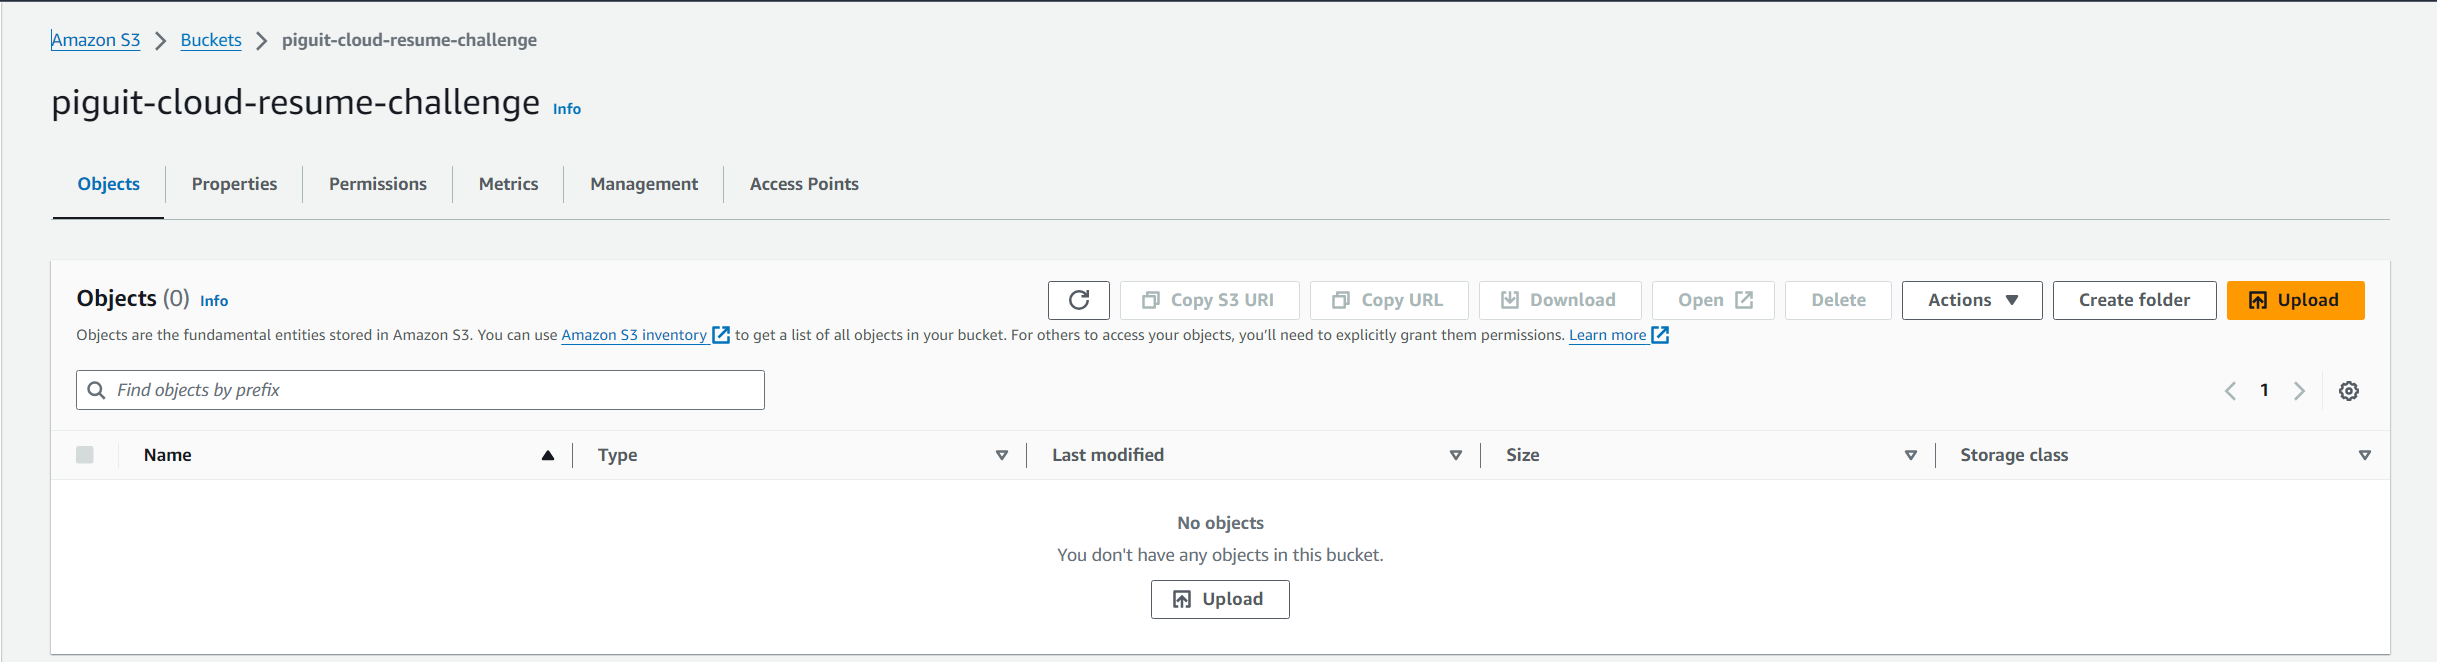 Amazon S3 > Buckets > piguit-cloud-resume-challenge
piguit-cloud-resume-challenge Info
Objects Properties Permissions Metrics Management Access Points
Objects (0) Info
Copy S3 URI Copy URL Download Open Delete Actions Create folder Upload
Objects are the fundamental entities stored in Amazon S3. You can use Amazon S3 inventory to get a list of all objects in your bucket. For others to access your objects, you'll need to explicitly grant them permissions. Learn more
Find objects by prefix
1
Name Type Last modified Size Storage class
No objects
You don't have any objects in this bucket.
Upload